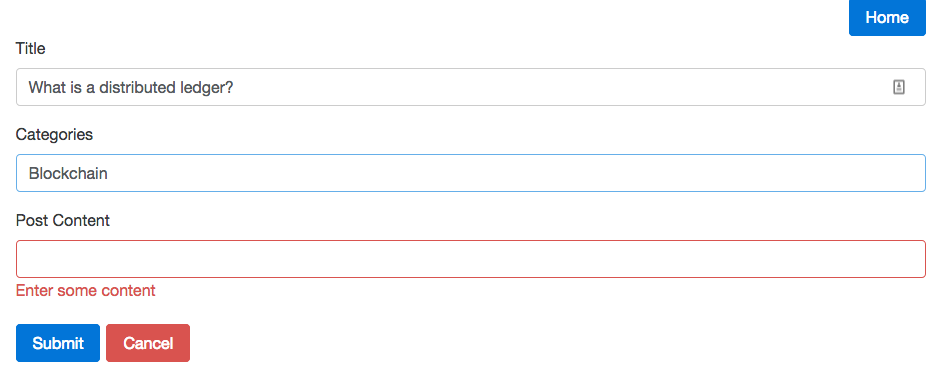 Home
Title
What is a distributed ledger?
Categories
Blockchain
Post Content
Enter some content
Submit Cancel